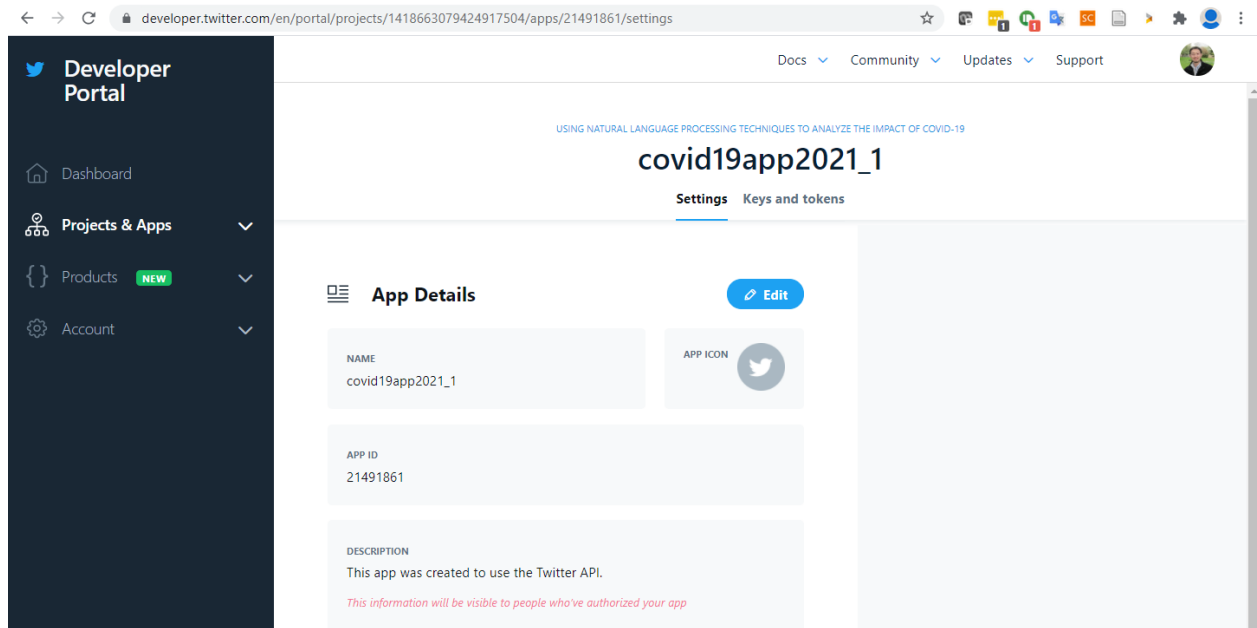 developer.twitter.com/en/portal/projects/1418663079424917504/apps/21491861/settings
1
1
SC
Developer
Portal
Docs
Community
Updates
Support
USING NATURAL LANGUAGE PROCESSING TECHNIQUES TO ANALYZE THE IMPACT OF COVID-19
covid19app2021_1
Settings
Keys and tokens
Dashboard
Projects & Apps
Products NEW
Account
App Details
Edit
NAME
covid19app2021_1
APP ICON
APP ID
21491861
DESCRIPTION
This app was created to use the Twitter API.
This information will be visible to people who've authorized your app